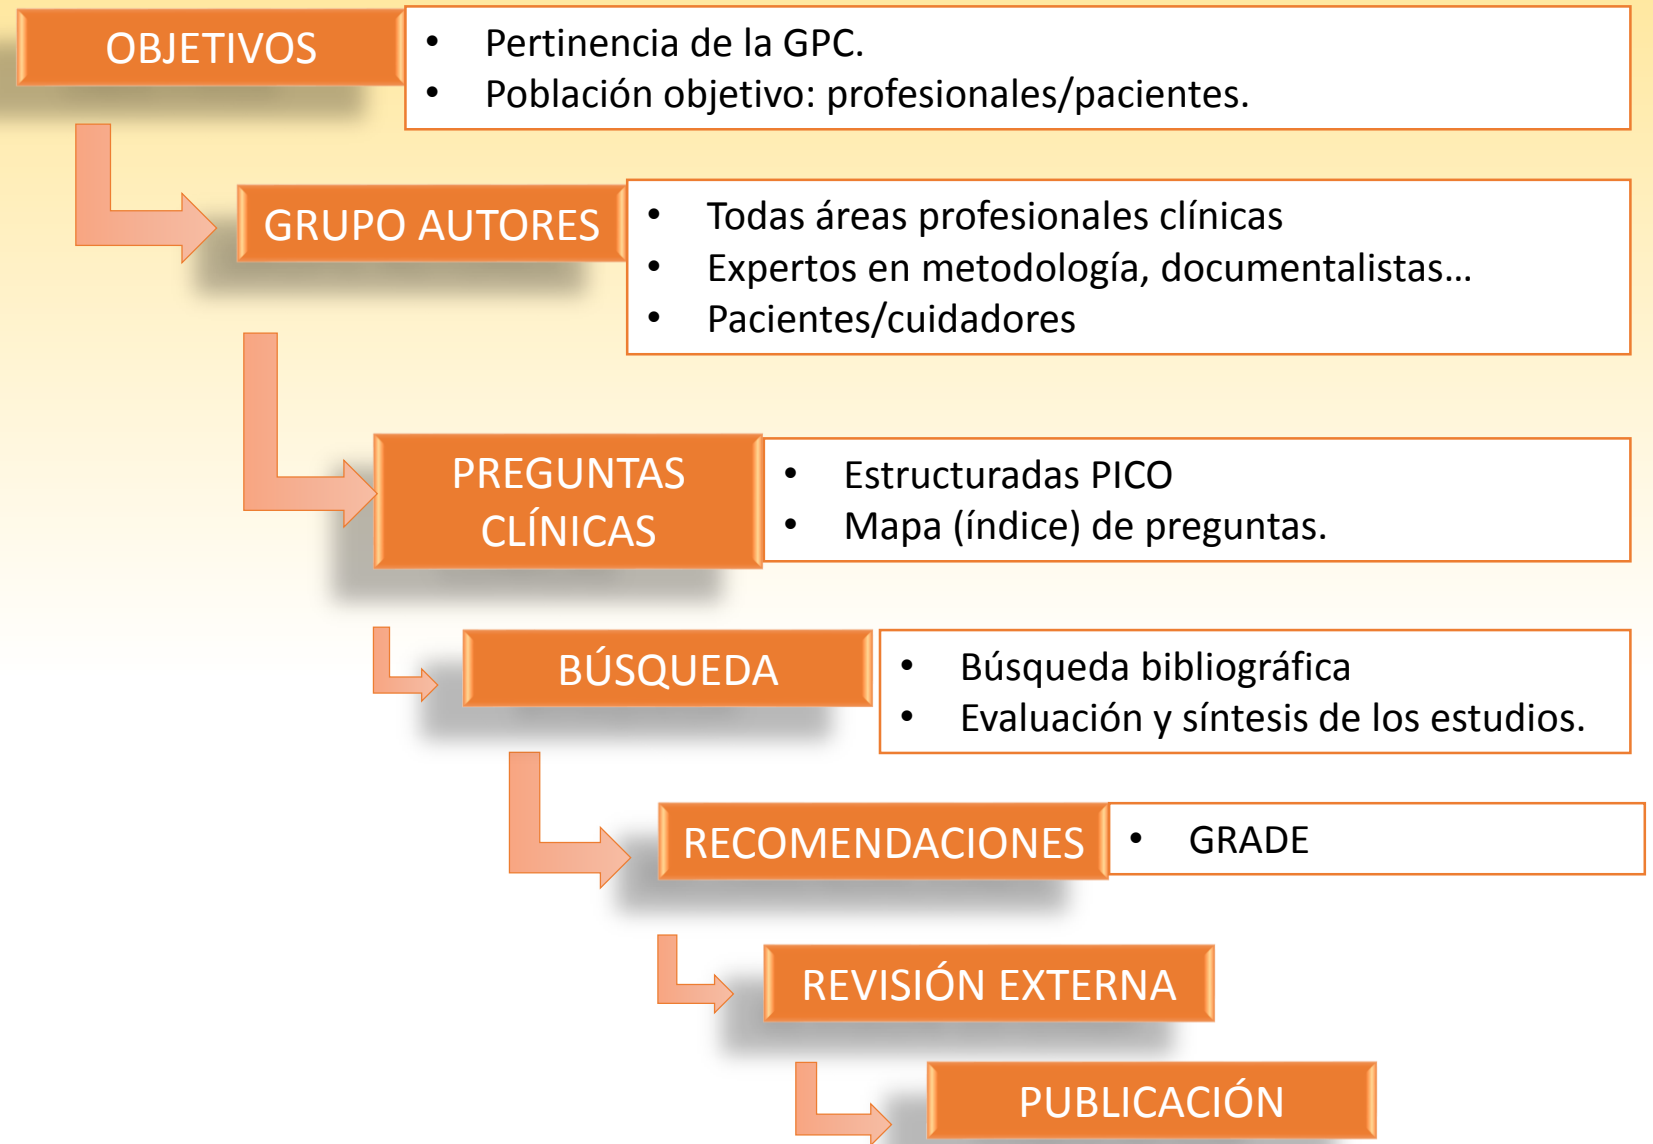 OBJETIVOS
• Pertinencia de la GPC.
• Población objetivo: profesionales/pacientes.
GRUPO AUTORES
• Todas áreas profesionales clínicas
• Expertos en metodología, documentalistas…
• Pacientes/cuidadores
PREGUNTAS
CLÍNICAS
• Estructuradas PICO
• Mapa (índice) de preguntas.
BÚSQUEDA
• Búsqueda bibliográfica
• Evaluación y síntesis de los estudios.
RECOMENDACIONES
• GRADE
REVISIÓN EXTERNA
PUBLICACIÓN